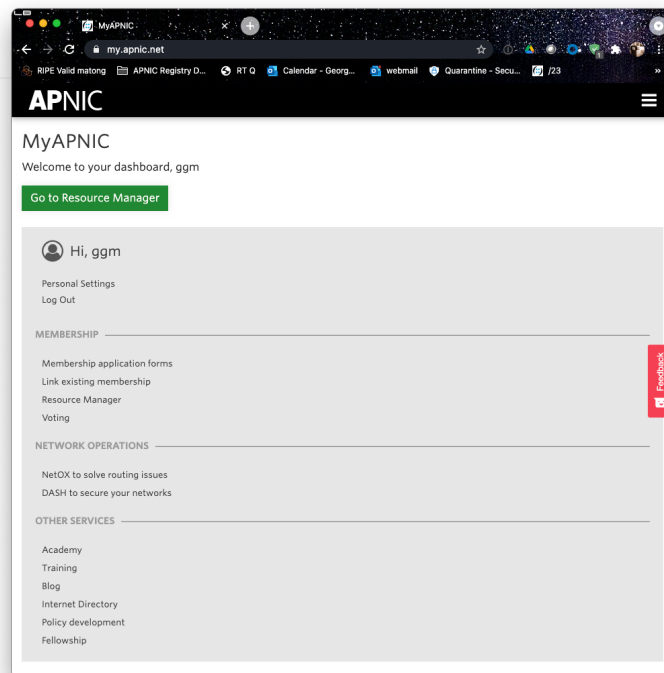 MyAPNIC
my.apnic.net
RIPE Valid matong APNIC Registry D... RT Q Calendar - Georg... webmail Quarantine - Secu... /23 »
APNIC
MyAPNIC
Welcome to your dashboard, ggm
Go to Resource Manager
Hi, ggm
Personal Settings
Log Out
MEMBERSHIP
Membership application forms
Link existing membership
Resource Manager
Voting
Feedback
NETWORK OPERATIONS
NetOX to solve routing issues
DASH to secure your networks
OTHER SERVICES
Academy
Training
Blog
Internet Directory
Policy development
Fellowship